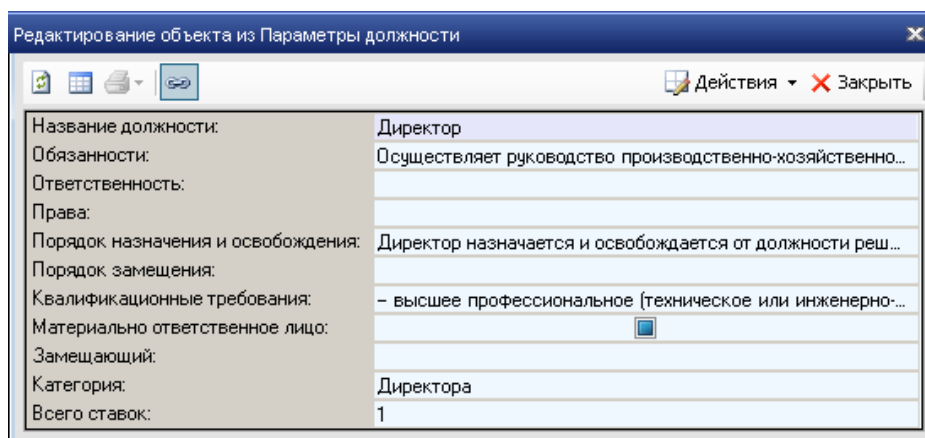 Редактирование объекта из Параметры должности
Действия Закрыть
Название должности: Директор
Обязанности: Осуществляет руководство производственно-хозяйственно...
Ответственность:
Права:
Порядок назначения и освобождения: Директор назначается и освобождается от должности реш...
Порядок замещения:
Квалификационные требования: – высшее профессиональное (техническое или инженерно-...
Материально ответственное лицо:
Замещающий:
Категория: Директора
Всего ставок: 1